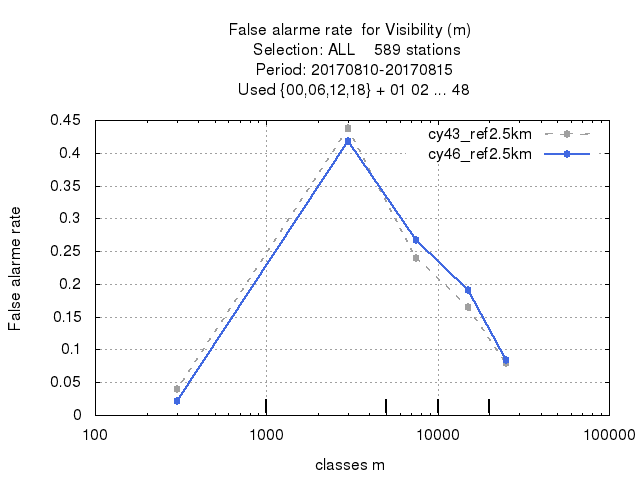 False alarme rate  for Visibility (m)
Selection: ALL    589 stations
Period: 20170810-20170815
Used {00,06,12,18} + 01 02 ... 48
cy43_ref2.5km
cy46_ref2.5km
False alarme rate
0.45
0.4
0.35
0.3
0.25
0.2
0.15
0.1
0.05
0
100
1000
10000
100000
classes m